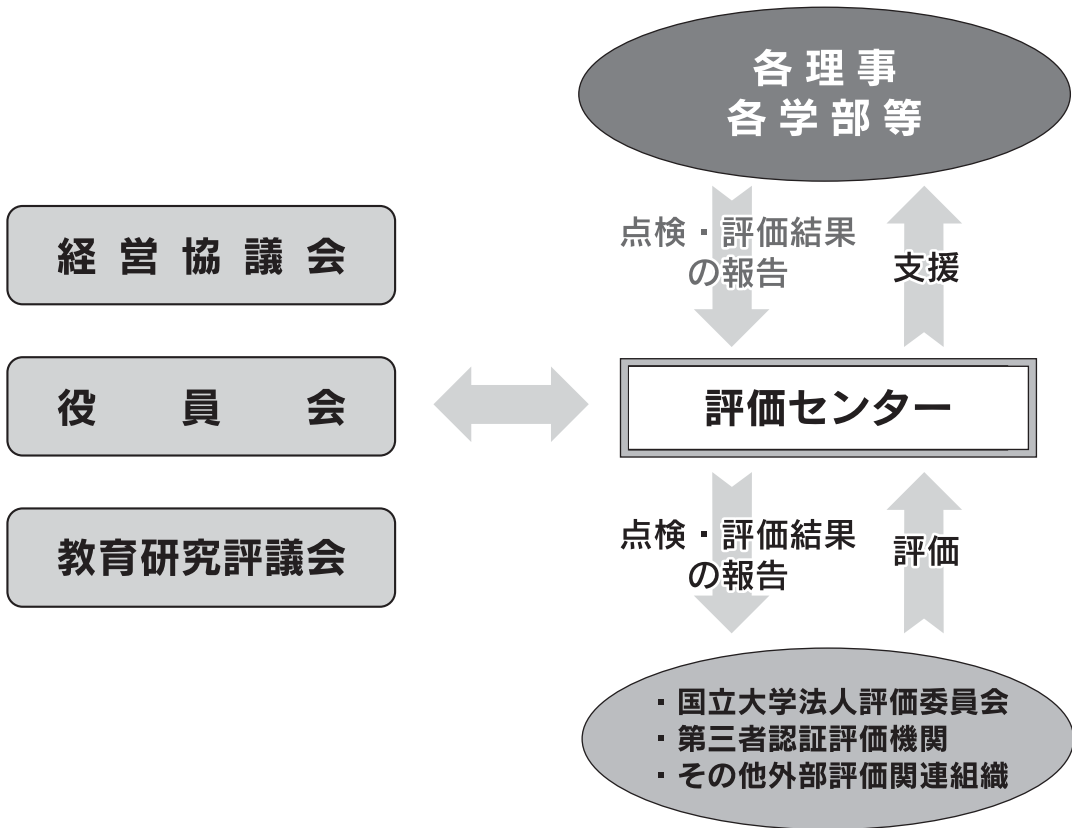 各理事
各学部等
点検・評価結果
の報告
支援
経営協議会
役員会
教育研究評議会
評価センター
点検・評価結果
の報告
評価
・国立大学法人評価委員会
・第三者認証評価機関
・その他外部評価関連組織